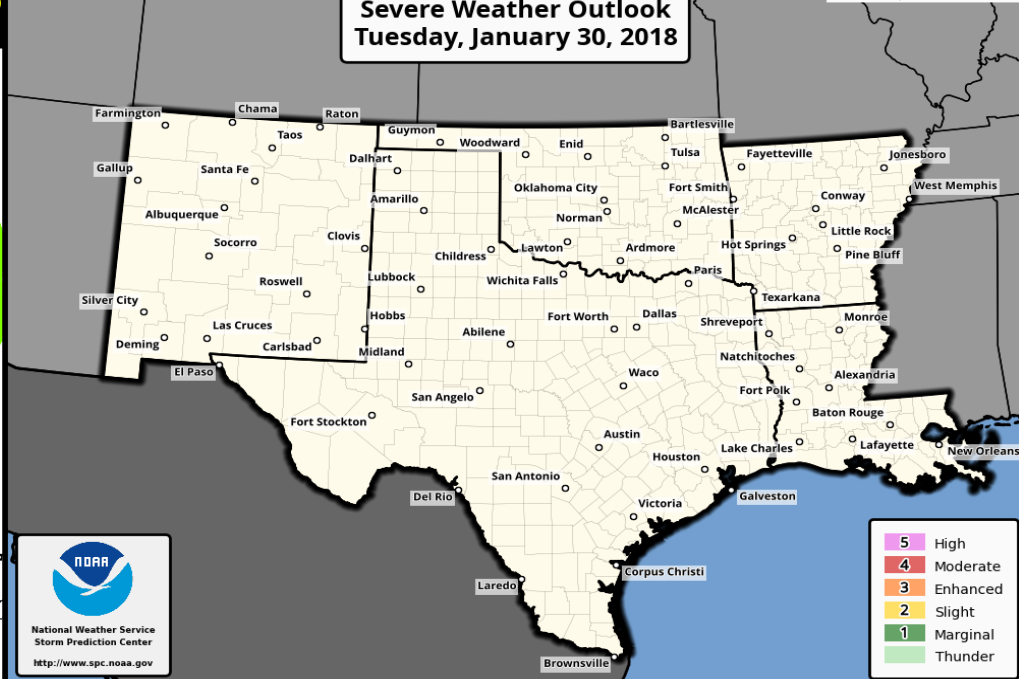 Severe Weather Outlook
Tuesday, January 30, 2018
Farmington
Chama
Raton
Taos
Guymon
Woodward
Enid
Bartlesville
Tulsa
Fayetteville
Jonesboro
Gallup
Santa Fe
Dalhart
Oklahoma City
Fort Smith
West Memphis
Albuquerque
Amarillo
Norman
McAlester
Conway
Little Rock
Socorro
Clovis
Childress
Lawton
Ardmore
Hot Springs
Pine Bluff
Roswell
Lubbock
Wichita Falls
Paris
Texarkana
Silver City
Las Cruces
Hobbs
Abilene
Fort Worth
Dallas
Shreveport
Monroe
Deming
Carlsbad
Midland
Natchitoches
El Paso
San Angelo
Waco
Fort Polk
Alexandria
Fort Stockton
Austin
Baton Rouge
Houston
Lake Charles
Lafayette
New Orleans
Del Rio
San Antonio
Victoria
Galveston
Laredo
Corpus Christi
Brownsville
NOAA
National Weather Service
Storm Prediction Center
http://www.spc.noaa.gov
5 High
4 Moderate
3 Enhanced
2 Slight
1 Marginal
Thunder